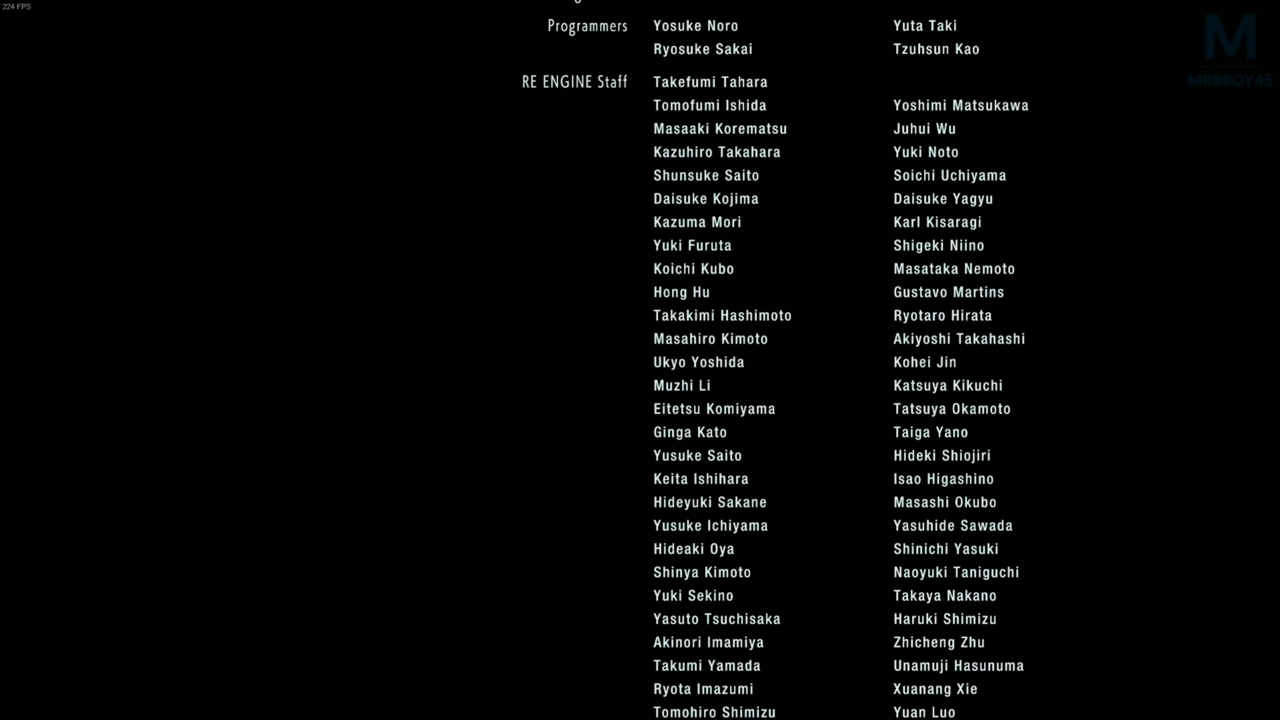 224 FPS
Programmers Yosuke Noro Yuta Taki
Ryosuke Sakai Tzuhsun Kao
RE ENGINE Staff Takefumi Tahara
Tomofumi Ishida Yoshimi Matsukawa
Masaaki Korematsu Juhui Wu
Kazuhiro Takahara Yuki Noto
Shunsuke Saito Soichi Uchiyama
Daisuke Kojima Daisuke Yagyu
Kazuma Mori Karl Kisaragi
Yuki Furuta Shigeki Niino
Koichi Kubo Masataka Nemoto
Hong Hu Gustavo Martins
Takakimi Hashimoto Ryotaro Hirata
Masahiro Kimoto Akiyoshi Takahashi
Ukyo Yoshida Kohei Jin
Muzhi Li Katsuya Kikuchi
Eitetsu Komiyama Tatsuya Okamoto
Ginga Kato Taiga Yano
Yusuke Saito Hideki Shiojiri
Keita Ishihara Isao Higashino
Hideyuki Sakane Masashi Okubo
Yusuke Ichiyama Yasuhide Sawada
Hideaki Oya Shinichi Yasuki
Shinya Kimoto Naoyuki Taniguchi
Yuki Sekino Takaya Nakano
Yasuto Tsuchisaka Haruki Shimizu
Akinori Imamiya Zhicheng Zhu
Takumi Yamada Unamuji Hasunuma
Ryota Imazumi Xuanang Xie
Tomohiro Shimizu Yuan Luo
M